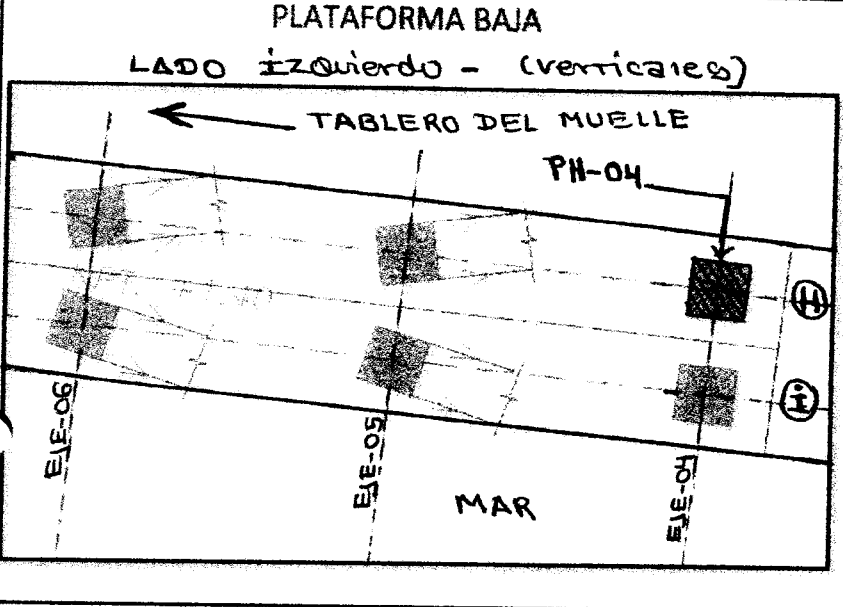 PLATAFORMA BAJA
LADO izquierdo - (verticales)
TABLERO DEL MUELLE
PH-04
H
i
EJE-06
EJE-05
EJE-04
MAR